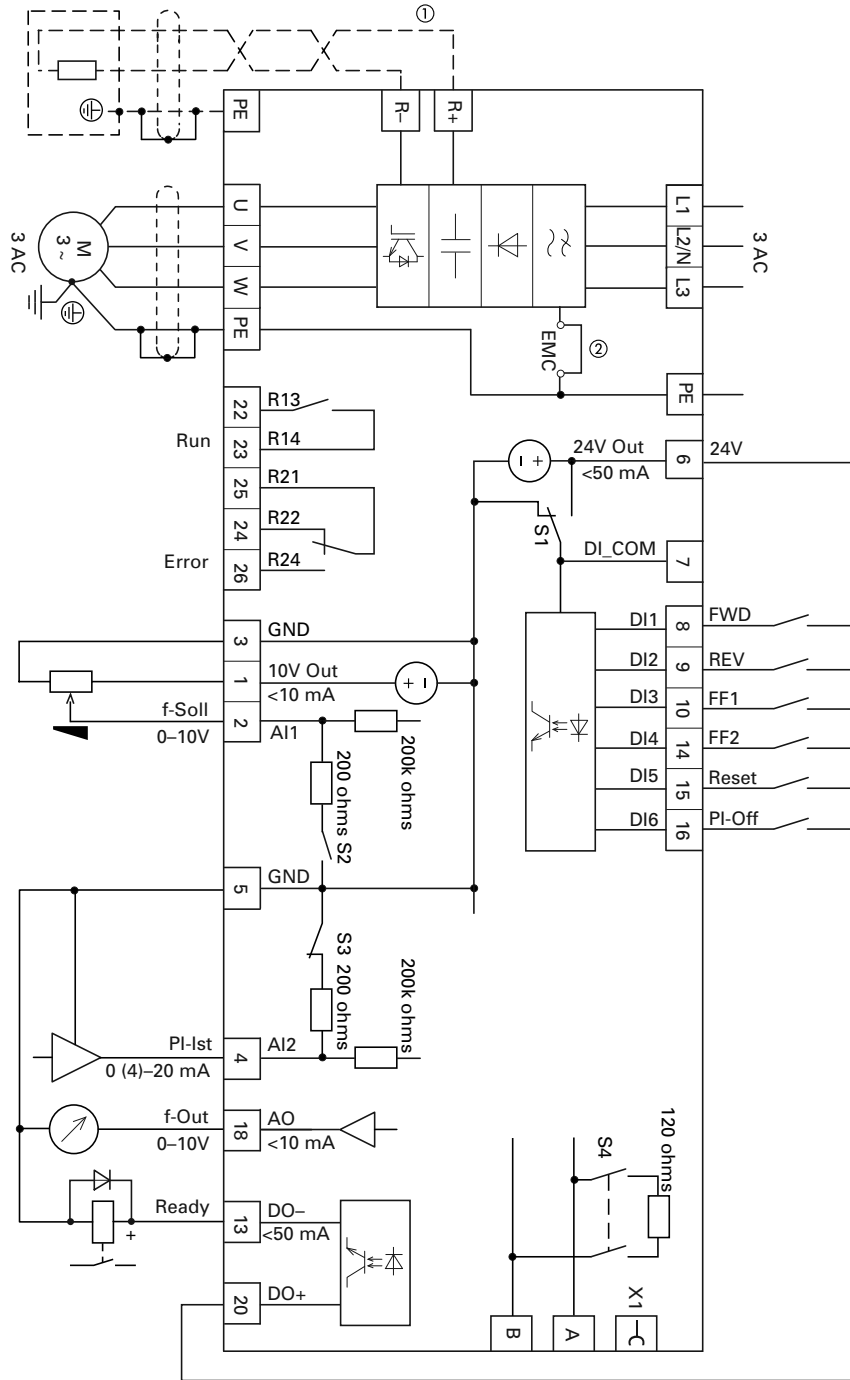 ①
PE
R–
R+
U
V
W
PE
M
3 ~
3 AC
L1
L2/N
L3
3 AC
EMC
②
PE
Run
22 R13
23 R14
25 R21
24 R22
Error
26 R24
24V Out
<50 mA
6 24V
S1
DI_COM 7
DI1 8 FWD
DI2 9 REV
DI3 10 FF1
DI4 14 FF2
DI5 15 Reset
DI6 16 PI-Off
3 GND
1 10V Out
<10 mA
f-Soll
0–10V
2 AI1
200k ohms
200 ohms
S2
5 GND
S3
200 ohms
200k ohms
PI-Ist
0 (4)–20 mA
4 AI2
f-Out
0–10V
18 AO
<10 mA
Ready
+
13 DO–
<50 mA
20 DO+
S4
120 ohms
B
A
X1